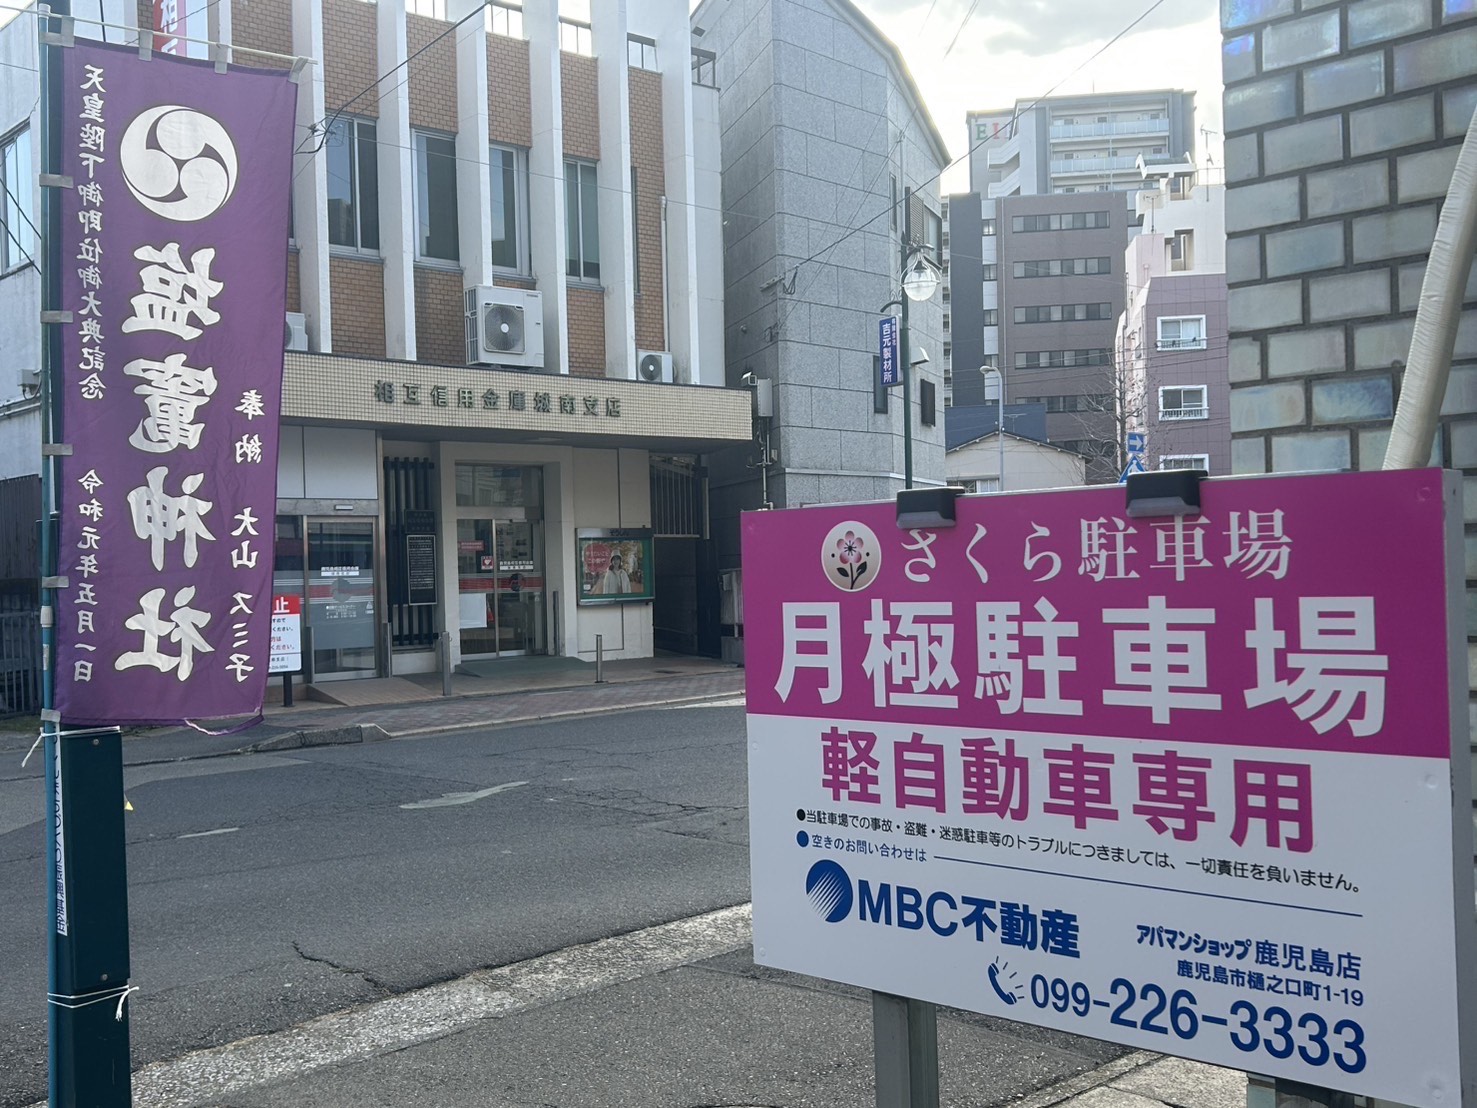 天皇陛下御即位御大典記念
塩竃神社
奉納 大山 スミ子
令和元年五月一日
相互信用金庫城南支店
吉元製材所
さくら駐車場
月極駐車場
軽自動車専用
●当駐車場での事故・盗難・迷惑駐車等のトラブルにつきましては、一切責任を負いません。
●空きのお問い合わせは
MBC不動産
アパマンショップ鹿児島店
鹿児島市樋之口町1-19
099-226-3333
止